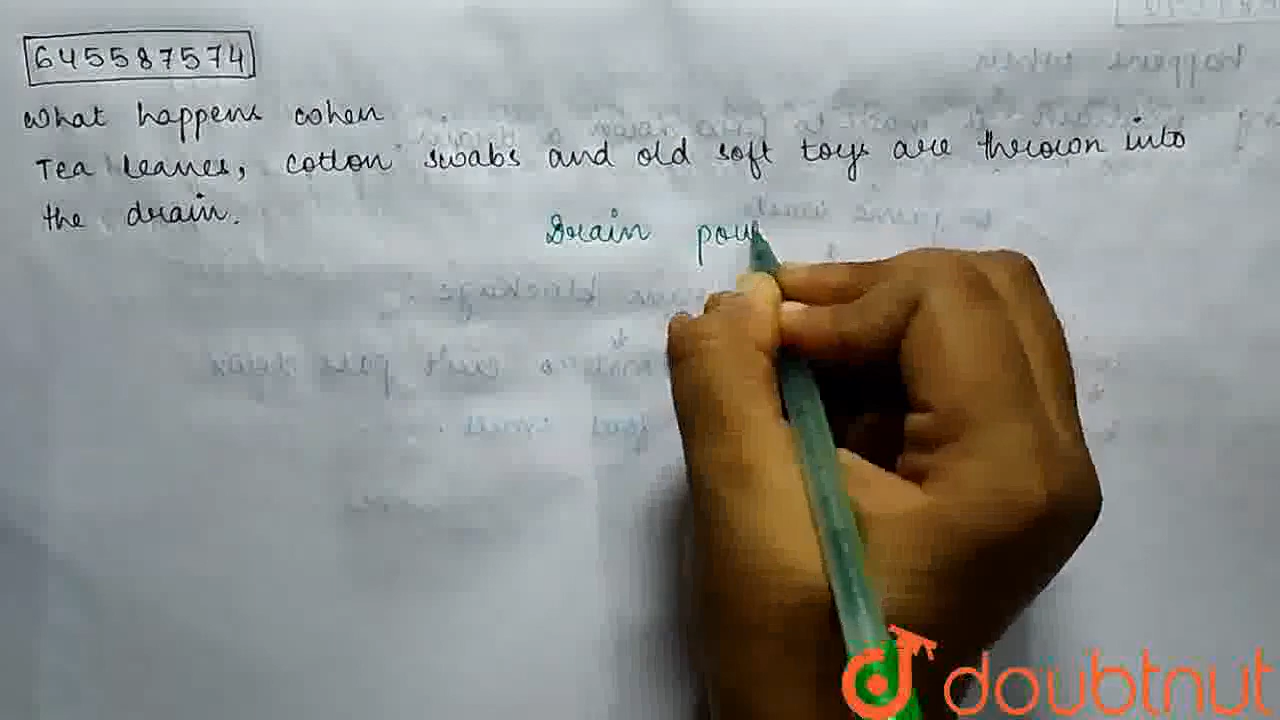 645587574
What happens when
Tea leaves, cotton swabs and old soft toys are thrown into
the drain.
Drain pou
doubtnut